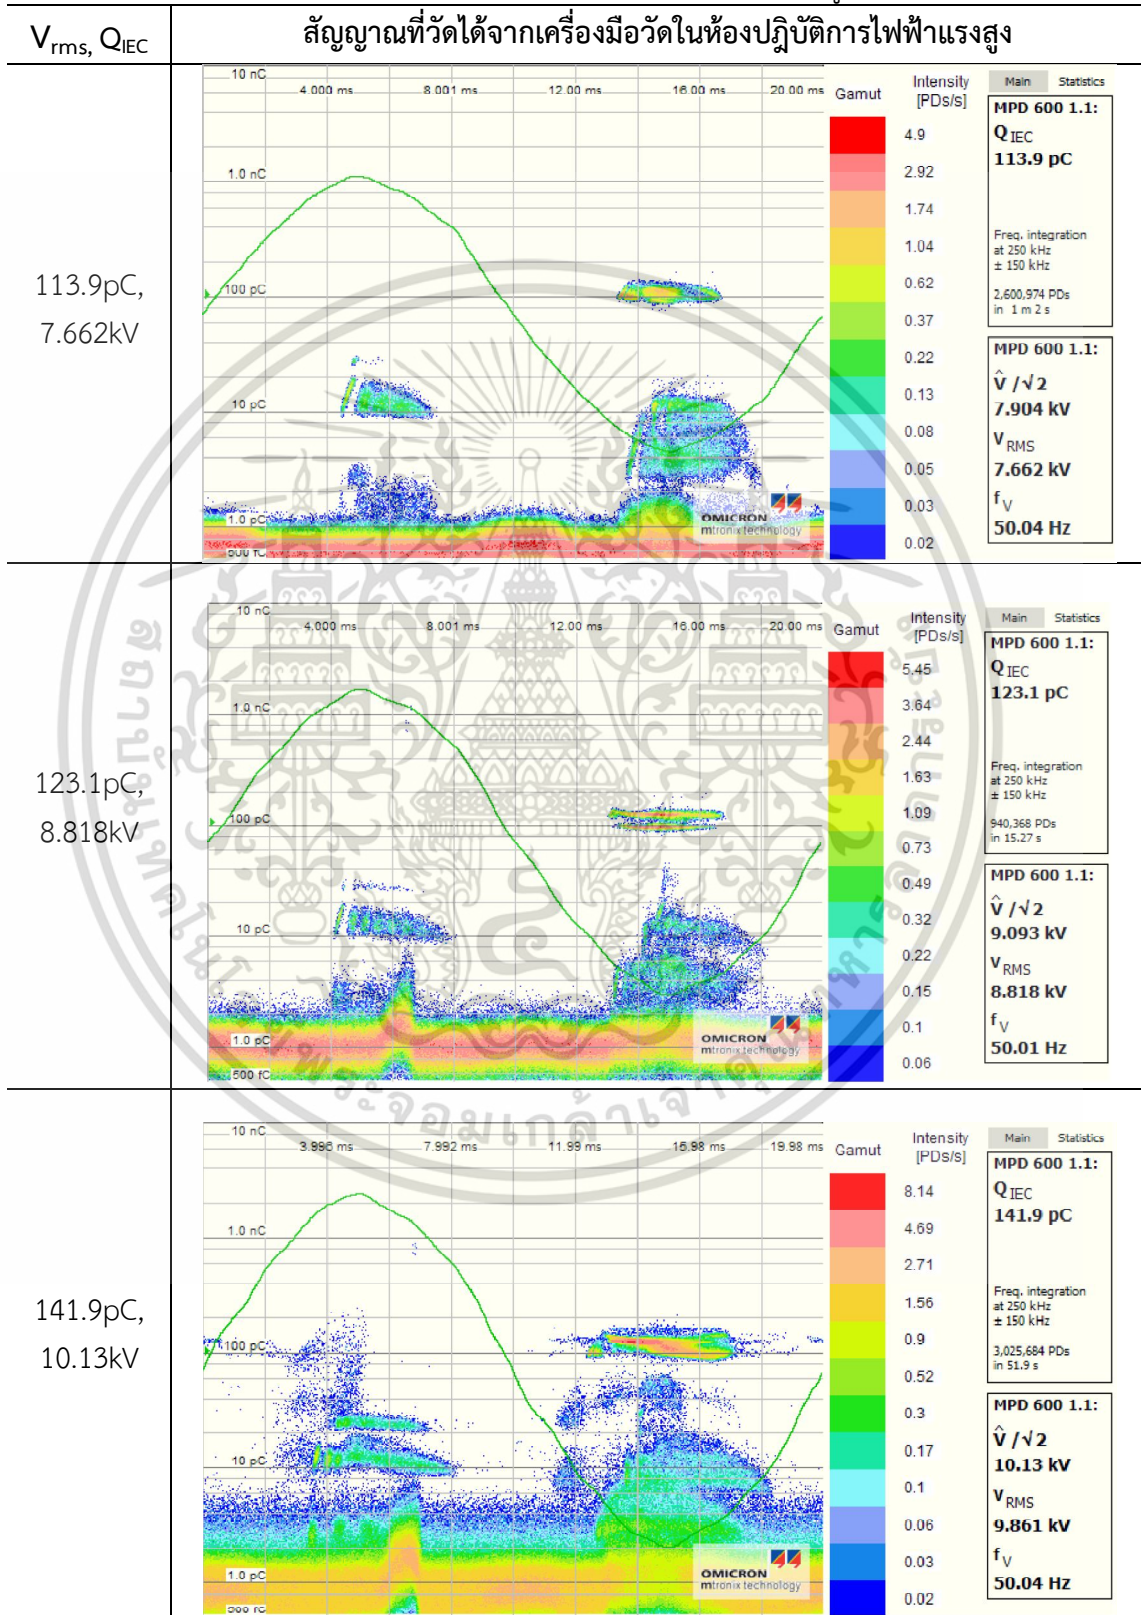 Vrms, QIEC
สัญญาณที่วัดได้จากเครื่องมือวัดในห้องปฏิบัติการไฟฟ้าแรงสูง
113.9pC,
7.662kV
10 nC
4.000 ms 8.001 ms 12.00 ms 16.00 ms 20.00 ms
1.0 nC
100 pC
10 pC
1.0 pC
500 fC
OMICRON
mtronix technology
Gamut
Intensity
[PDs/s]
4.9
2.92
1.74
1.04
0.62
0.37
0.22
0.13
0.08
0.05
0.03
0.02
Main Statistics
MPD 600 1.1:
Q IEC
113.9 pC
Freq. integration
at 250 kHz
± 150 kHz
2,600,974 PDs
in 1 m 2 s
MPD 600 1.1:
V̂ /√2
7.904 kV
V RMS
7.662 kV
f V
50.04 Hz
123.1pC,
8.818kV
10 nC
4.000 ms 8.001 ms 12.00 ms 16.00 ms 20.00 ms
1.0 nC
100 pC
10 pC
1.0 pC
500 fC
OMICRON
mtronix technology
Gamut
Intensity
[PDs/s]
5.45
3.64
2.44
1.63
1.09
0.73
0.49
0.32
0.22
0.15
0.1
0.06
Main Statistics
MPD 600 1.1:
Q IEC
123.1 pC
Freq. integration
at 250 kHz
± 150 kHz
940,368 PDs
in 15.27 s
MPD 600 1.1:
V̂ /√2
9.093 kV
V RMS
8.818 kV
f V
50.01 Hz
141.9pC,
10.13kV
10 nC
3.996 ms 7.992 ms 11.99 ms 15.98 ms 19.98 ms
1.0 nC
100 pC
10 pC
1.0 pC
500 fC
OMICRON
mtronix technology
Gamut
Intensity
[PDs/s]
8.14
4.69
2.71
1.56
0.9
0.52
0.3
0.17
0.1
0.06
0.03
0.02
Main Statistics
MPD 600 1.1:
Q IEC
141.9 pC
Freq. integration
at 250 kHz
± 150 kHz
3,025,684 PDs
in 51.9 s
MPD 600 1.1:
V̂ /√2
10.13 kV
V RMS
9.861 kV
f V
50.04 Hz